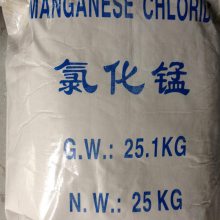 MANGANESE CHLORID
氯化锰
G.W.: 25.1KG
N.W.: 25 KG